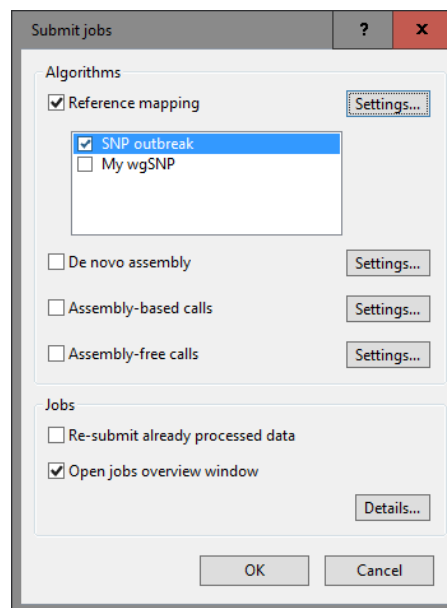 Submit jobs ? x
Algorithms
Reference mapping Settings...
SNP outbreak
My wgSNP
De novo assembly Settings...
Assembly-based calls Settings...
Assembly-free calls Settings...
Jobs
Re-submit already processed data
Open jobs overview window
Details...
OK Cancel